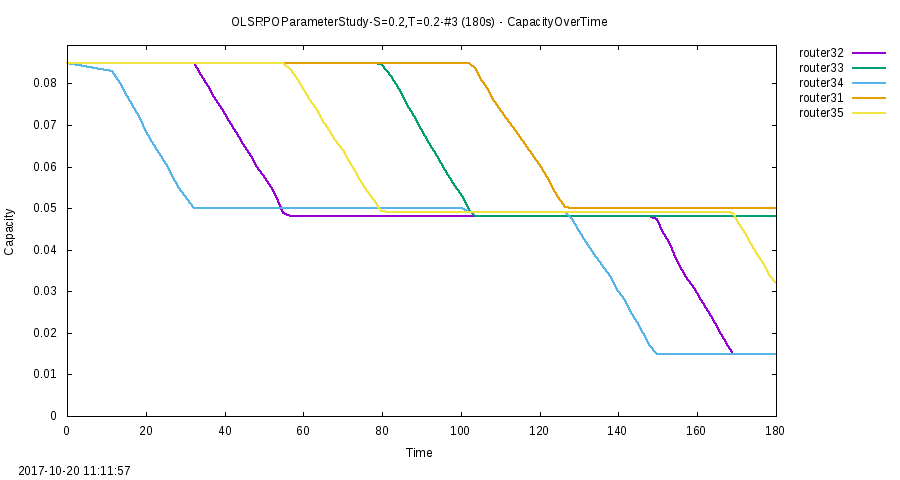 OLSRPOParameterStudy-S=0.2,T=0.2-#3 (180s) - CapacityOverTime
router32
router33
router34
router31
router35
0.08
0.07
0.06
0.05
0.04
0.03
0.02
0.01
0
Capacity
0 20 40 60 80 100 120 140 160 180
Time
2017-10-20 11:11:57